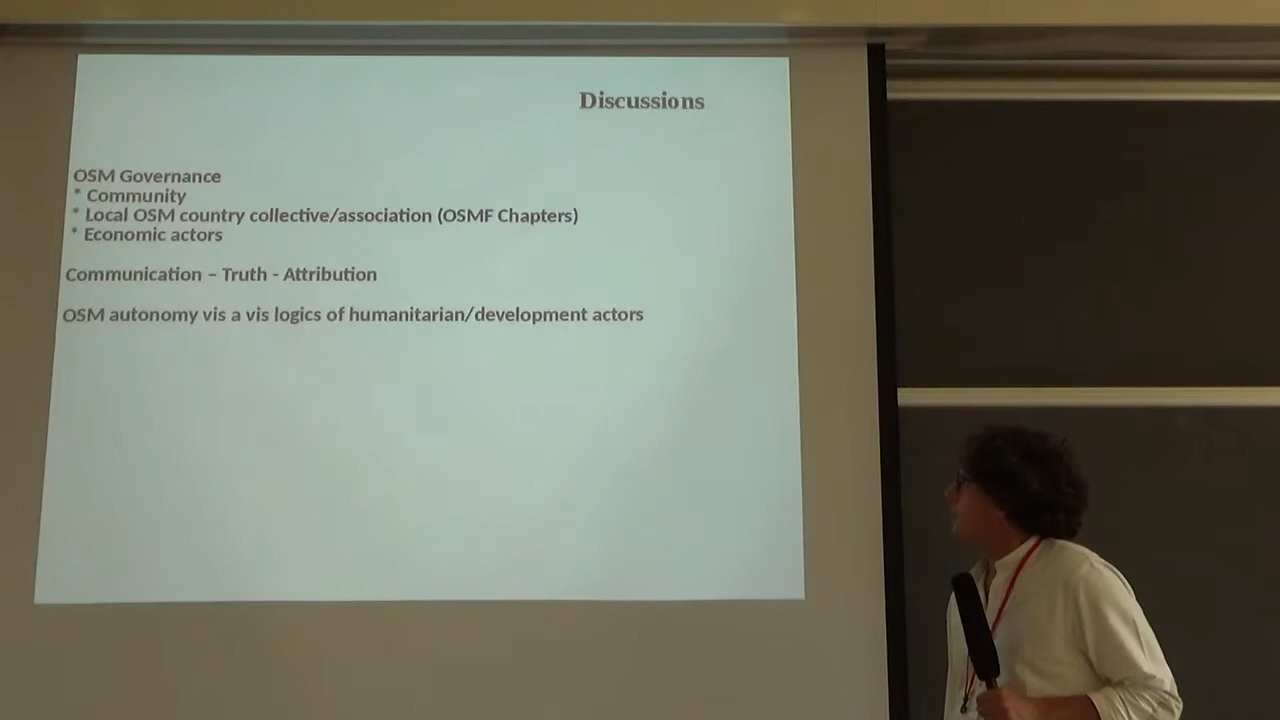 Discussions
OSM Governance
* Community
* Local OSM country collective/association (OSMF Chapters)
* Economic actors
Communication – Truth - Attribution
OSM autonomy vis a vis logics of humanitarian/development actors